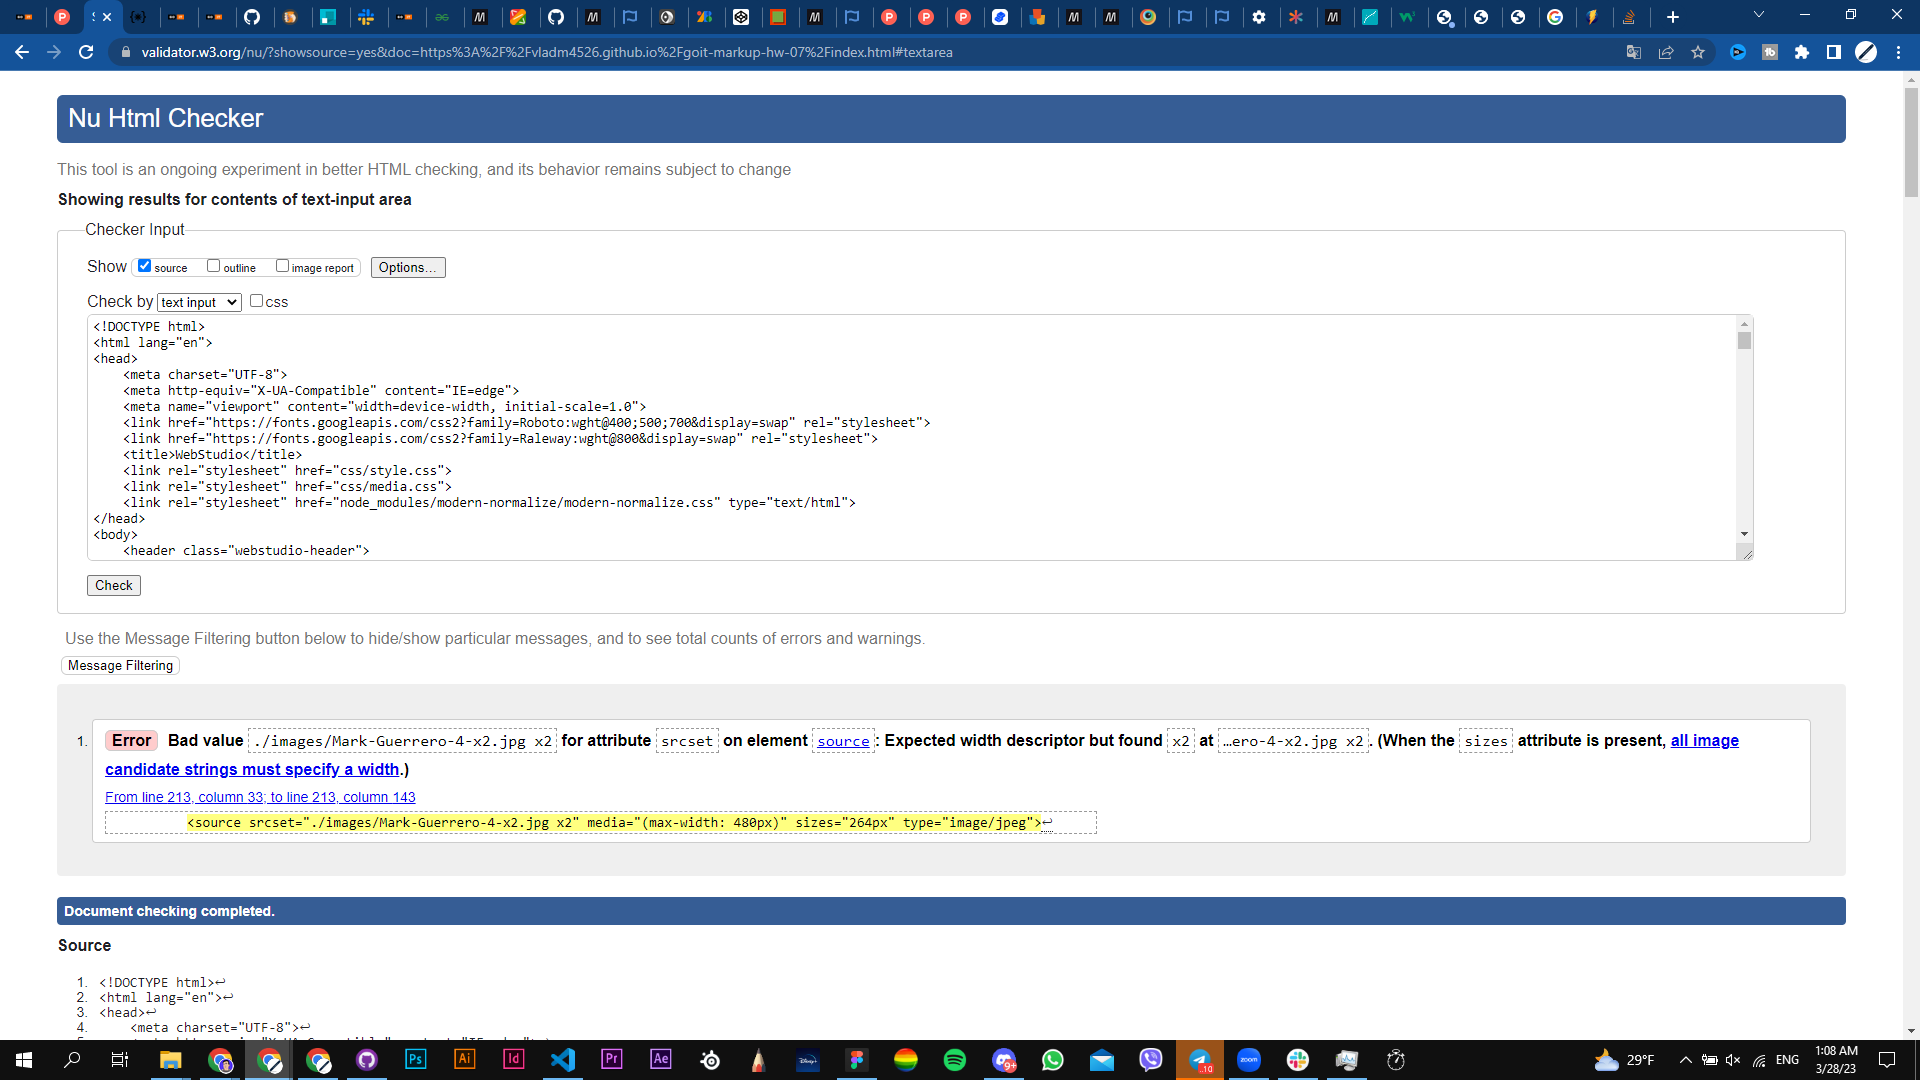 validator.w3.org/nu/?showsource=yes&doc=https%3A%2F%2Fvladm4526.github.io%2Fgoit-markup-hw-07%2Findex.html#textarea
Nu Html Checker
This tool is an ongoing experiment in better HTML checking, and its behavior remains subject to change
Showing results for contents of text-input area
Checker Input
Show source outline image report Options...
Check by text input css
<!DOCTYPE html>
<html lang="en">
<head>
<meta charset="UTF-8">
<meta http-equiv="X-UA-Compatible" content="IE=edge">
<meta name="viewport" content="width=device-width, initial-scale=1.0">
<link href="https://fonts.googleapis.com/css2?family=Roboto:wght@400;500;700&display=swap" rel="stylesheet">
<link href="https://fonts.googleapis.com/css2?family=Raleway:wght@800&display=swap" rel="stylesheet">
<title>WebStudio</title>
<link rel="stylesheet" href="css/style.css">
<link rel="stylesheet" href="css/media.css">
<link rel="stylesheet" href="node_modules/modern-normalize/modern-normalize.css" type="text/html">
</head>
<body>
<header class="webstudio-header">
Check
Use the Message Filtering button below to hide/show particular messages, and to see total counts of errors and warnings.
Message Filtering
1. Error Bad value ./images/Mark-Guerrero-4-x2.jpg x2 for attribute srcset on element source: Expected width descriptor but found x2 at …ero-4-x2.jpg x2. (When the sizes attribute is present, all image
candidate strings must specify a width.)
From line 213, column 33; to line 213, column 143
<source srcset="./images/Mark-Guerrero-4-x2.jpg x2" media="(max-width: 480px)" sizes="264px" type="image/jpeg">↩
Document checking completed.
Source
1. <!DOCTYPE html>↩
2. <html lang="en">↩
3. <head>↩
4. <meta charset="UTF-8">↩
29°F
ENG
1:08 AM
3/28/23